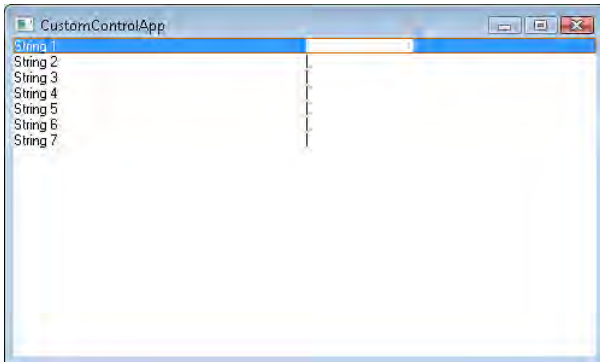 CustomControlApp
String 1
String 2
String 3
String 4
String 5
String 6
String 7